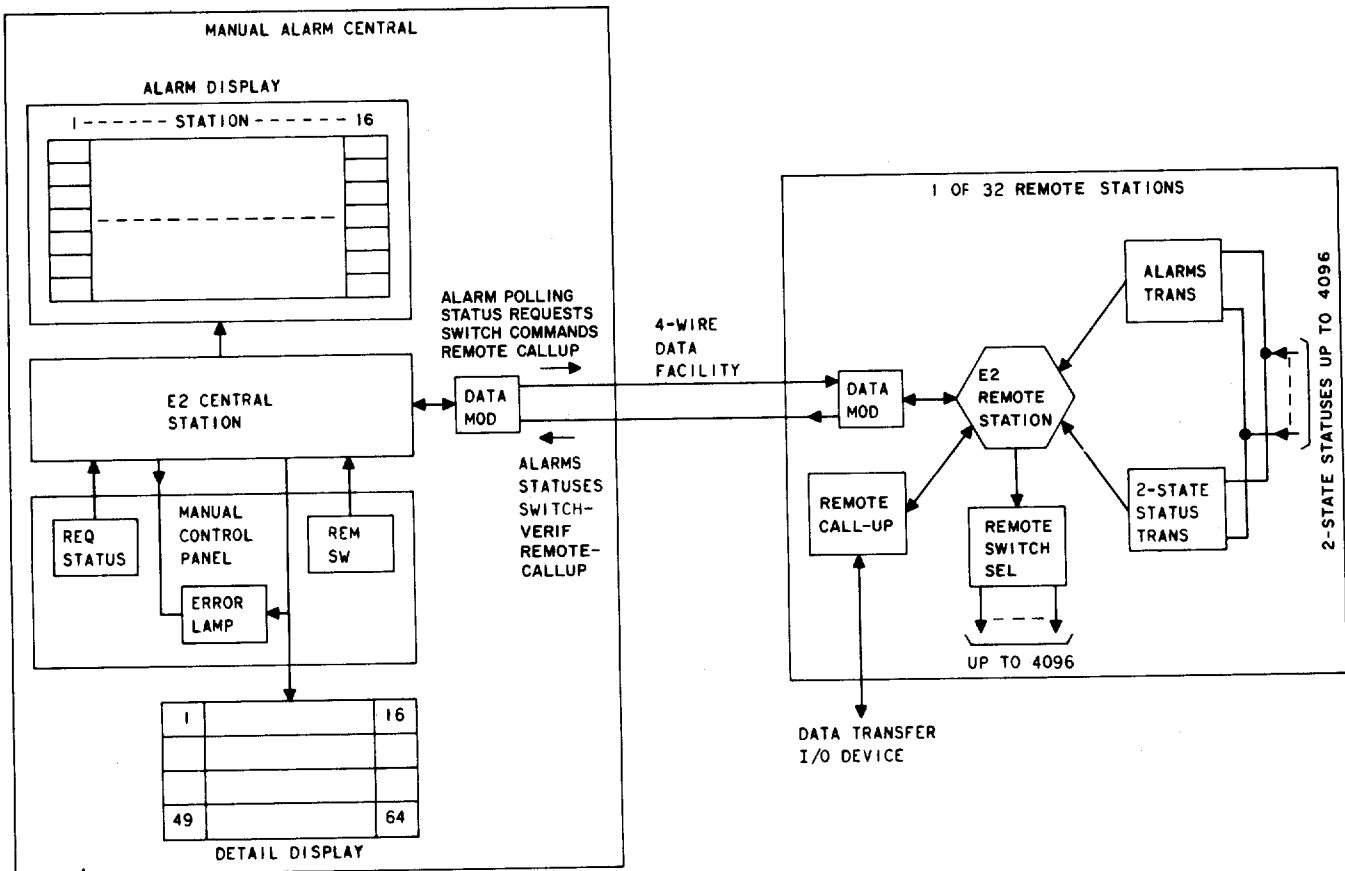 MANUAL ALARM CENTRAL
ALARM DISPLAY
1 - - - - - - STATION - - - - - - 16
E2 CENTRAL
STATION
REQ
STATUS
MANUAL
CONTROL
PANEL
REM
SW
ERROR
LAMP
1
16
49
64
DETAIL DISPLAY
DATA
MOD
ALARM POLLING
STATUS REQUESTS
SWITCH COMMANDS
REMOTE CALLUP
4-WIRE
DATA
FACILITY
ALARMS
STATUSES
SWITCH-
VERIF
REMOTE-
CALLUP
1 OF 32 REMOTE STATIONS
DATA
MOD
E2
REMOTE
STATION
ALARMS
TRANS
2-STATE
STATUS
TRANS
2-STATE STATUSES UP TO 4096
REMOTE
CALL-UP
REMOTE
SWITCH
SEL
UP TO 4096
DATA TRANSFER
I/O DEVICE